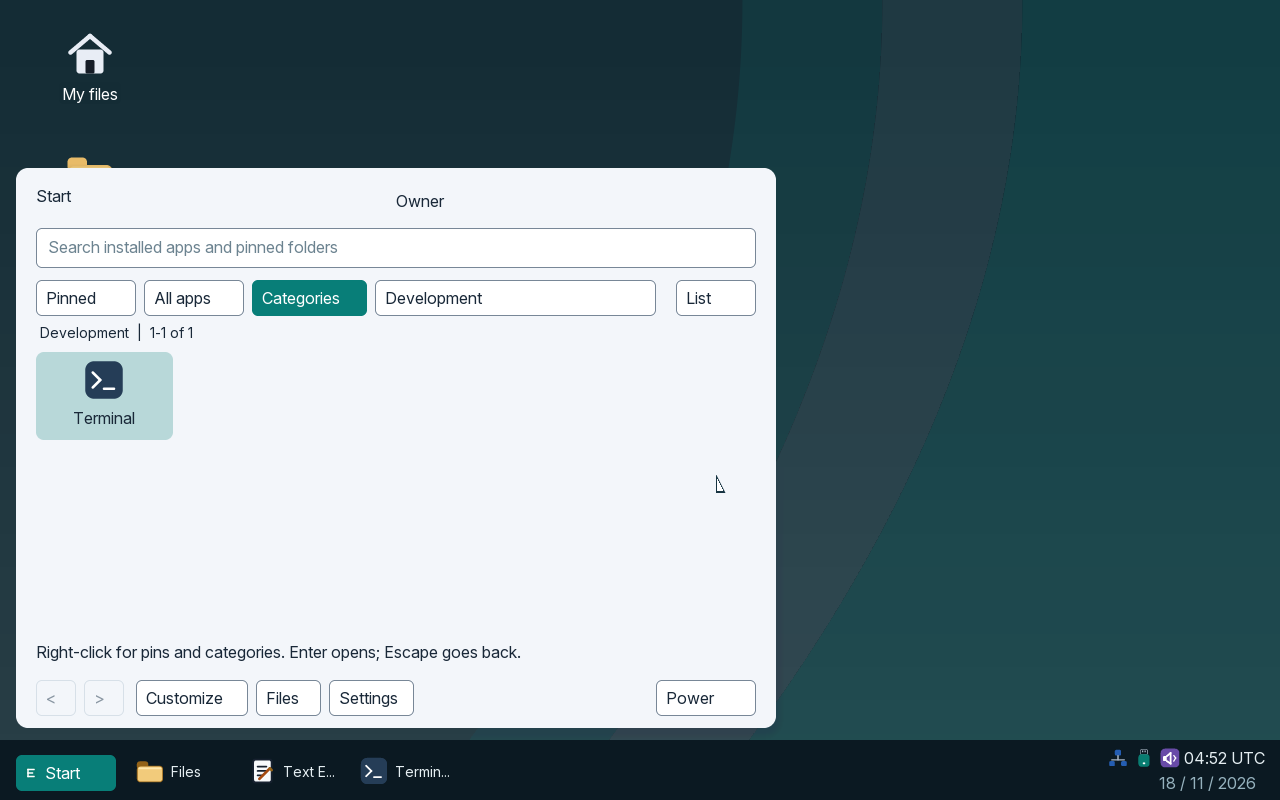 My files
Start
Owner
Search installed apps and pinned folders
Pinned
All apps
Categories
Development
List
Development | 1-1 of 1
Terminal
Right-click for pins and categories. Enter opens; Escape goes back.
<
>
Customize
Files
Settings
Power
E Start
Files
Text E...
Termin...
04:52 UTC
18 / 11 / 2026